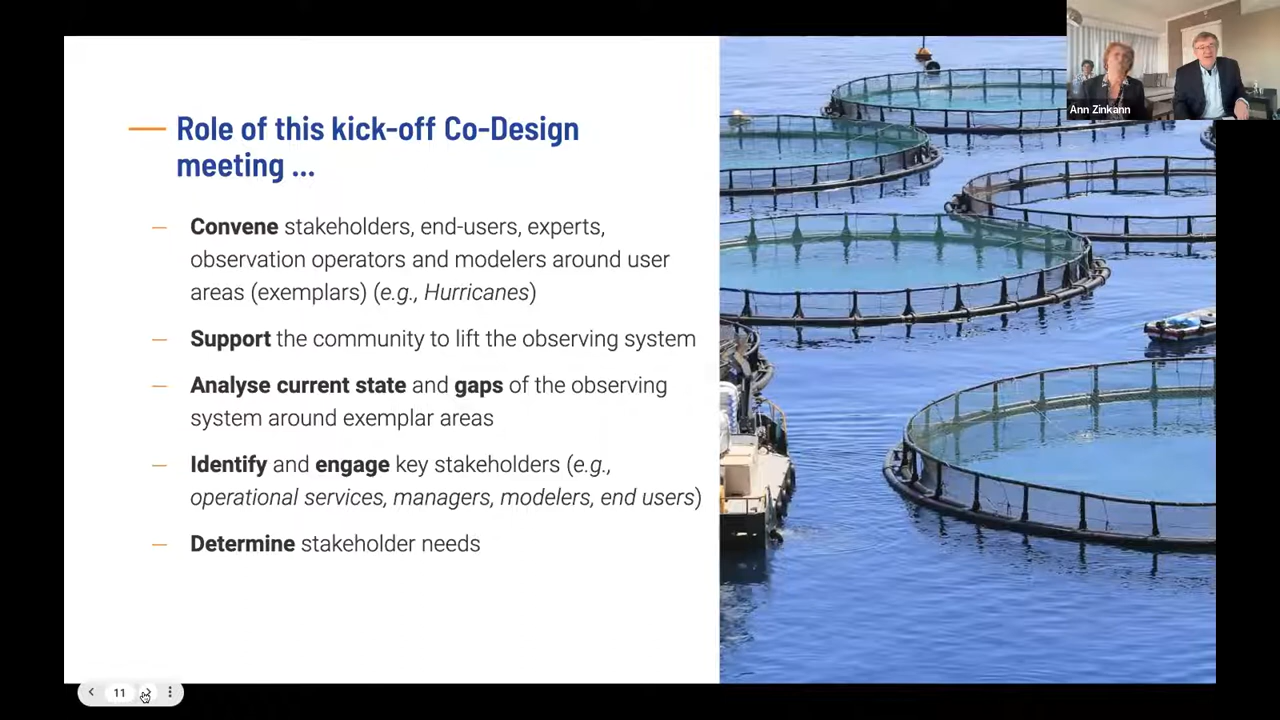 Role of this kick-off Co-Design
meeting ...
Convene stakeholders, end-users, experts,
observation operators and modelers around user
areas (exemplars) (e.g., Hurricanes)
Support the community to lift the observing system
Analyse current state and gaps of the observing
system around exemplar areas
Identify and engage key stakeholders (e.g.,
operational services, managers, modelers, end users)
Determine stakeholder needs
Ann Zinkann
11